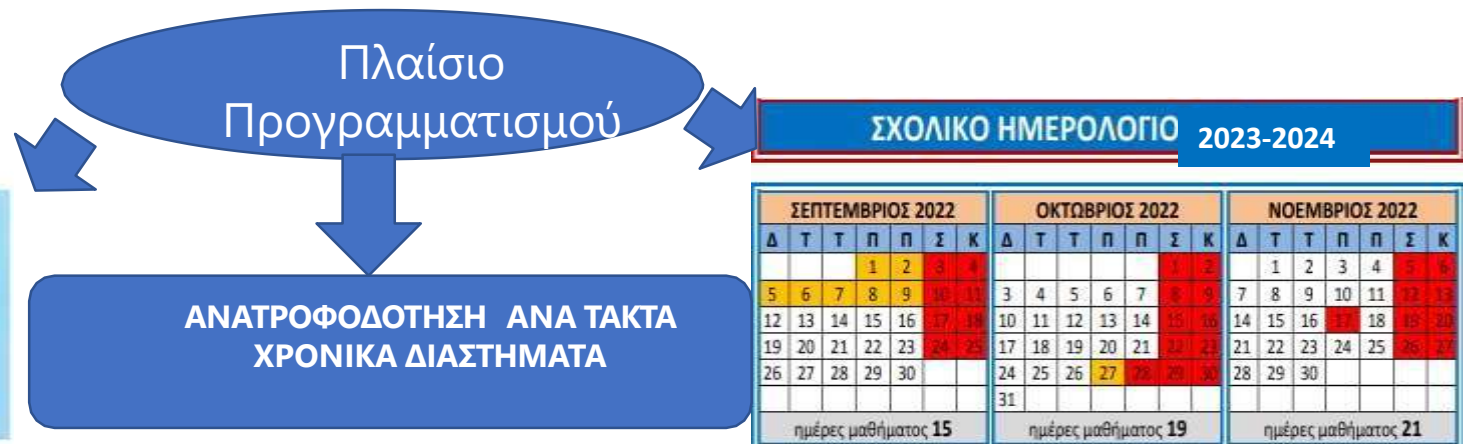 Πλαίσιο
Προγραμματισμού
ΑΝΑΤΡΟΦΟΔΟΤΗΣΗ ΑΝΑ ΤΑΚΤΑ
ΧΡΟΝΙΚΑ ΔΙΑΣΤΗΜΑΤΑ
ΣΧΟΛΙΚΟ ΗΜΕΡΟΛΟΓΙΟ 2023-2024
ΣΕΠΤΕΜΒΡΙΟΣ 2022
Δ Τ Τ Π Π Σ Κ
1 2 3 4
5 6 7 8 9 10 11
12 13 14 15 16 17 18
19 20 21 22 23 24 25
26 27 28 29 30
ημέρες μαθήματος 15
ΟΚΤΩΒΡΙΟΣ 2022
Δ Τ Τ Π Π Σ Κ
1 2
3 4 5 6 7 8 9
10 11 12 13 14 15 16
17 18 19 20 21 22 23
24 25 26 27 28 29 30
31
ημέρες μαθήματος 19
ΝΟΕΜΒΡΙΟΣ 2022
Δ Τ Τ Π Π Σ Κ
1 2 3 4 5 6
7 8 9 10 11 12 13
14 15 16 17 18 19 20
21 22 23 24 25 26 27
28 29 30
ημέρες μαθήματος 21